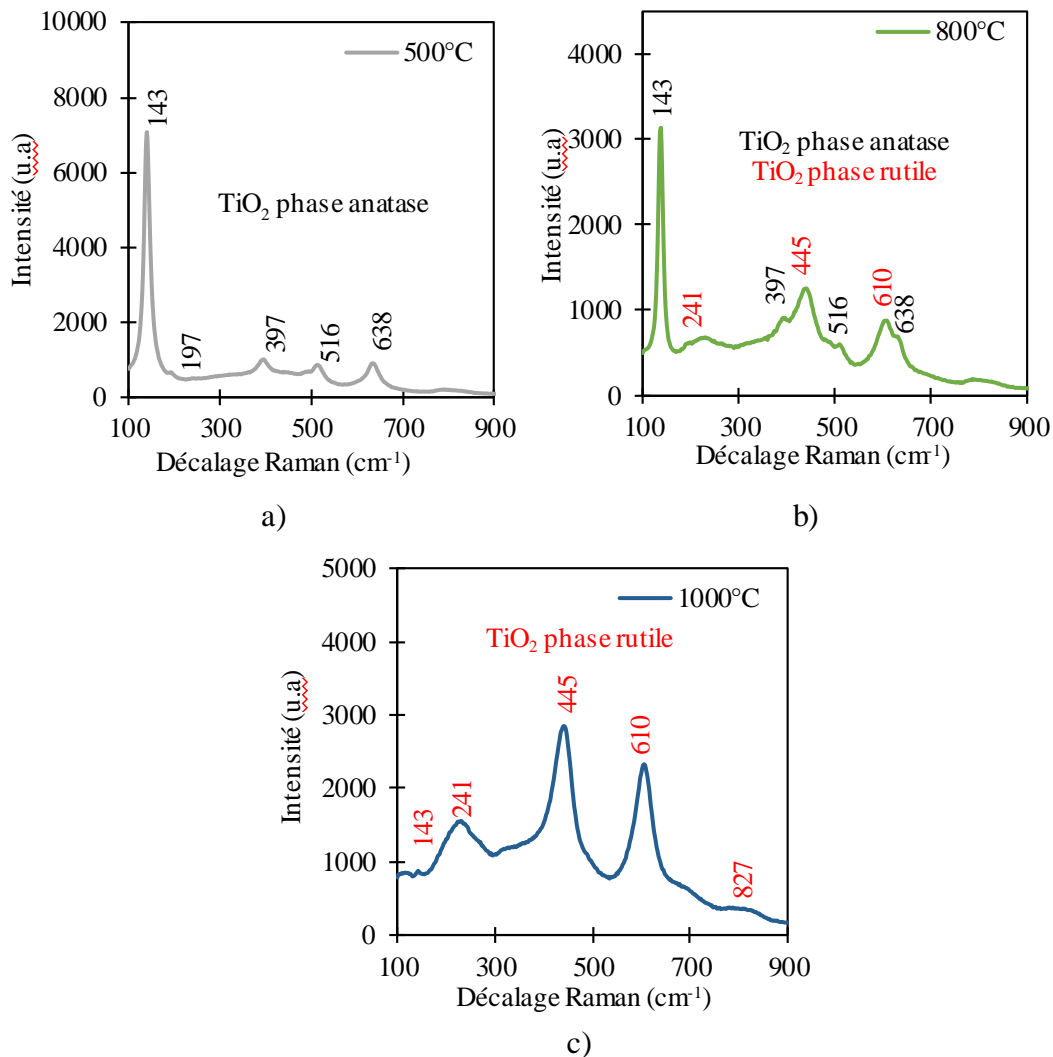 10000
8000
6000
4000
2000
0
Intensité (u.a)
500°C
143
197
397
516
638
TiO₂ phase anatase
100 300 500 700 900
Décalage Raman (cm⁻¹)
a)
4000
3000
2000
1000
0
Intensité (u.a)
800°C
143
TiO₂ phase anatase
TiO₂ phase rutile
241
397
445
516
610
638
100 300 500 700 900
Décalage Raman (cm⁻¹)
b)
5000
4000
3000
2000
1000
0
Intensité (u.a)
1000°C
TiO₂ phase rutile
143
241
445
610
827
100 300 500 700 900
Décalage Raman (cm⁻¹)
c)